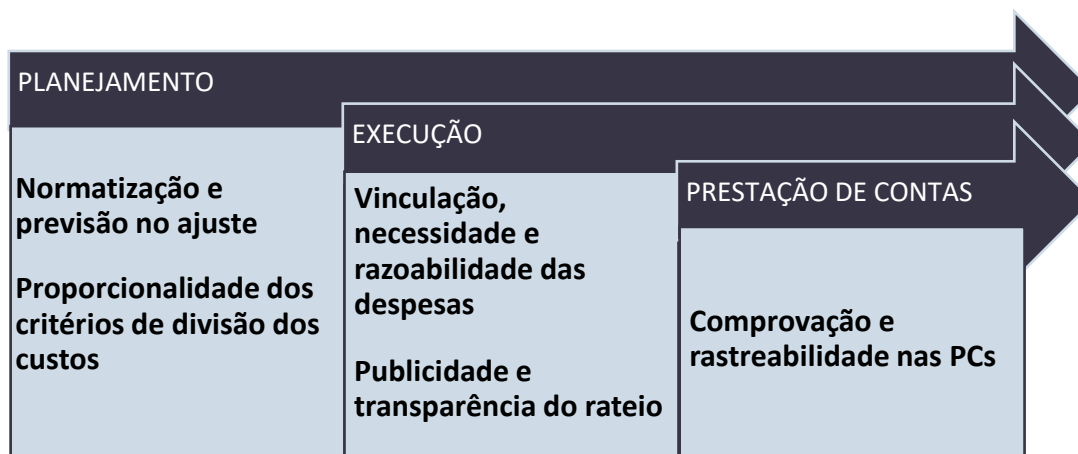 PLANEJAMENTO
Normatização e
previsão no ajuste
Proporcionalidade dos
critérios de divisão dos
custos
EXECUÇÃO
Vinculação,
necessidade e
razoabilidade das
despesas
Publicidade e
transparência do rateio
PRESTAÇÃO DE CONTAS
Comprovação e
rastreabilidade nas PCs